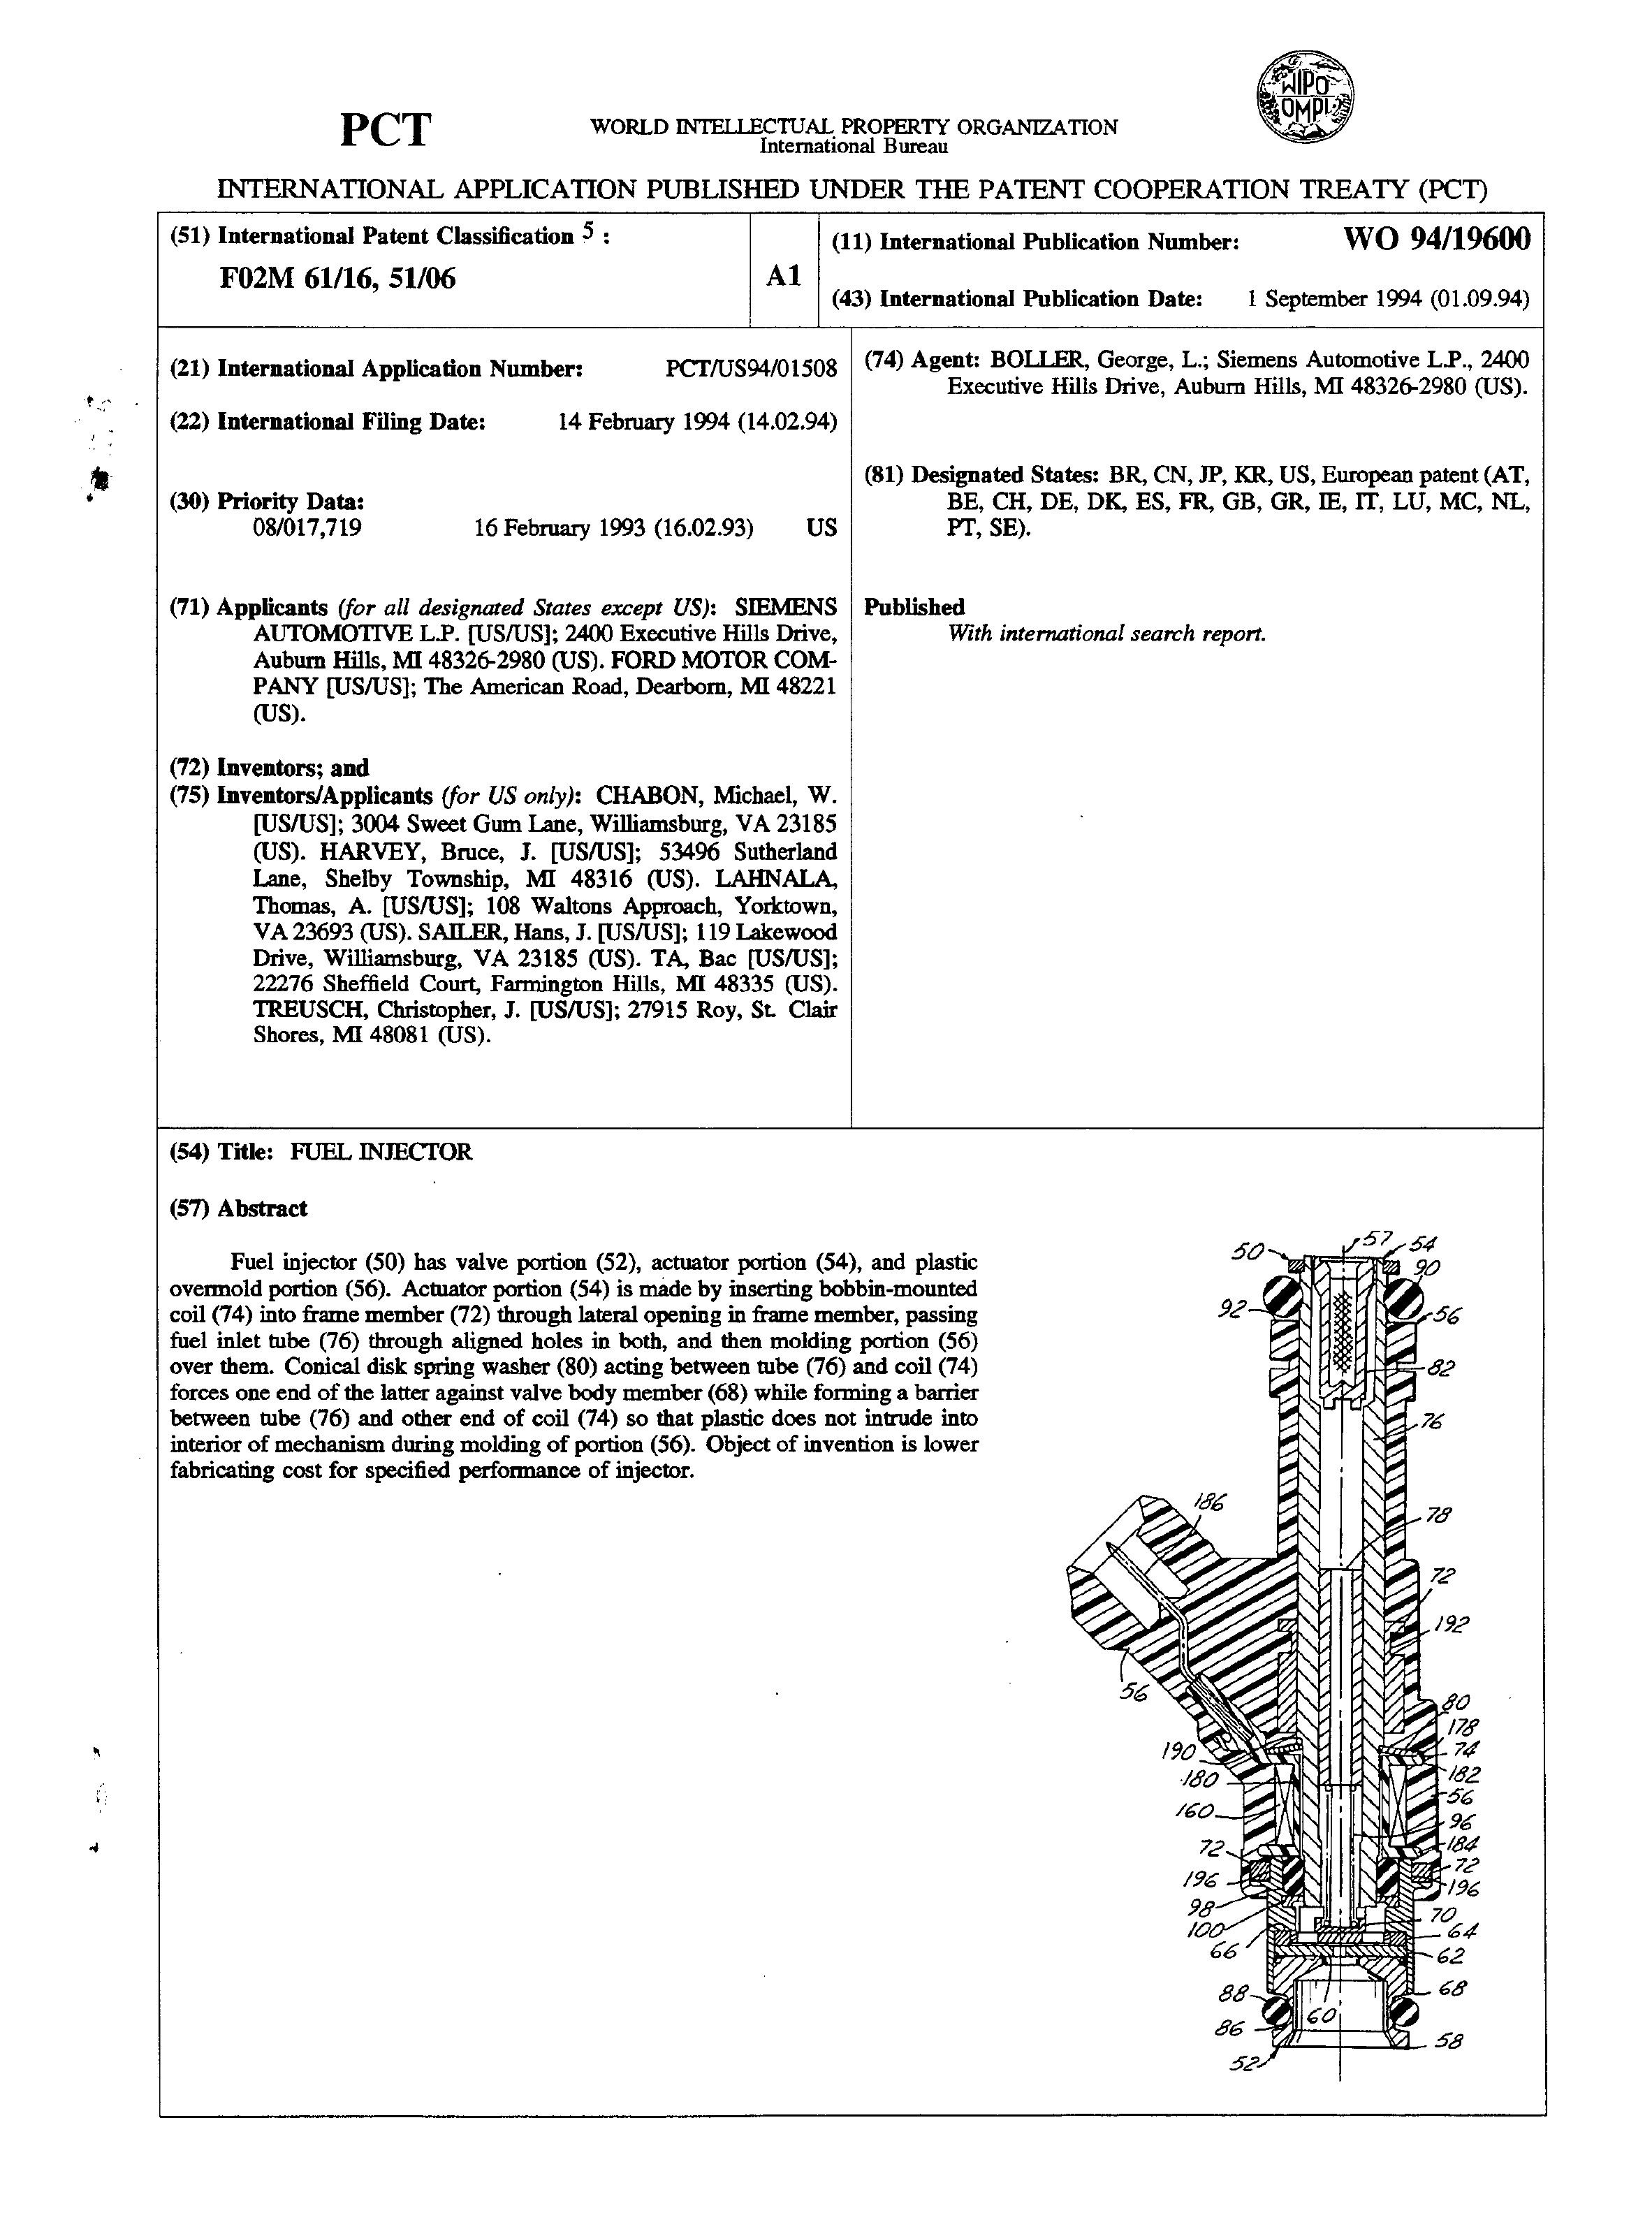 WIPO
OMPI
PCT
WORLD INTELLECTUAL PROPERTY ORGANIZATION
International Bureau
INTERNATIONAL APPLICATION PUBLISHED UNDER THE PATENT COOPERATION TREATY (PCT)
(51) International Patent Classification 5 :
F02M 61/16, 51/06
A1
(11) International Publication Number: WO 94/19600
(43) International Publication Date: 1 September 1994 (01.09.94)
(21) International Application Number: PCT/US94/01508
(22) International Filing Date: 14 February 1994 (14.02.94)
(30) Priority Data:
08/017,719 16 February 1993 (16.02.93) US
(71) Applicants (for all designated States except US): SIEMENS
AUTOMOTIVE L.P. [US/US]; 2400 Executive Hills Drive,
Auburn Hills, MI 48326-2980 (US). FORD MOTOR COM-
PANY [US/US]; The American Road, Dearborn, MI 48221
(US).
(72) Inventors; and
(75) Inventors/Applicants (for US only): CHABON, Michael, W.
[US/US]; 3004 Sweet Gum Lane, Williamsburg, VA 23185
(US). HARVEY, Bruce, J. [US/US]; 53496 Sutherland
Lane, Shelby Township, MI 48316 (US). LAHNALA,
Thomas, A. [US/US]; 108 Waltons Approach, Yorktown,
VA 23693 (US). SAILER, Hans, J. [US/US]; 119 Lakewood
Drive, Williamsburg, VA 23185 (US). TA, Bac [US/US];
22276 Sheffield Court, Farmington Hills, MI 48335 (US).
TREUSCH, Christopher, J. [US/US]; 27915 Roy, St. Clair
Shores, MI 48081 (US).
(74) Agent: BOLLER, George, L.; Siemens Automotive L.P., 2400
Executive Hills Drive, Auburn Hills, MI 48326-2980 (US).
(81) Designated States: BR, CN, JP, KR, US, European patent (AT,
BE, CH, DE, DK, ES, FR, GB, GR, IE, IT, LU, MC, NL,
PT, SE).
Published
With international search report.
(54) Title: FUEL INJECTOR
(57) Abstract
Fuel injector (50) has valve portion (52), actuator portion (54), and plastic
overmold portion (56). Actuator portion (54) is made by inserting bobbin-mounted
coil (74) into frame member (72) through lateral opening in frame member, passing
fuel inlet tube (76) through aligned holes in both, and then molding portion (56)
over them. Conical disk spring washer (80) acting between tube (76) and coil (74)
forces one end of the latter against valve body member (68) while forming a barrier
between tube (76) and other end of coil (74) so that plastic does not intrude into
interior of mechanism during molding of portion (56). Object of invention is lower
fabricating cost for specified performance of injector.
50
57
54
90
92
56
82
76
186
78
72
192
56
80
178
190
74
180
182
56
160
96
184
72
72
196
196
98
70
100
64
66
62
88
68
60
86
58
52